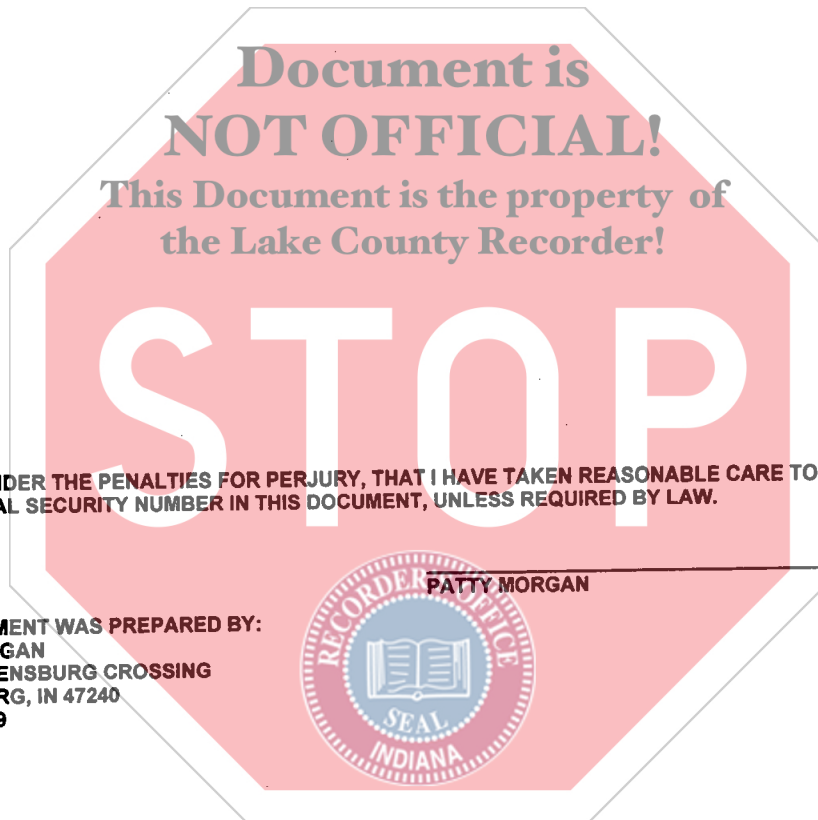 Document is
NOT OFFICIAL!
This Document is the property of
the Lake County Recorder!
STOP
DER THE PENALTIES FOR PERJURY, THAT I HAVE TAKEN REASONABLE CARE TO
AL SECURITY NUMBER IN THIS DOCUMENT, UNLESS REQUIRED BY LAW.
PATTY MORGAN
MENT WAS PREPARED BY:
GAN
ENSBURG CROSSING
RG, IN 47240
9
RECORDER'S OFFICE
SEAL
INDIANA